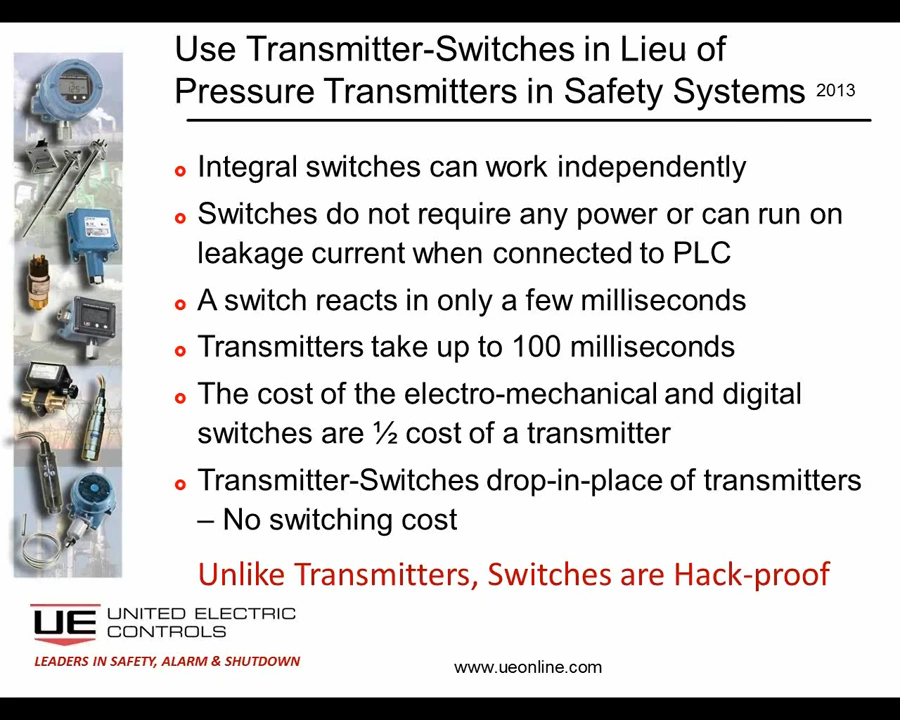 Use Transmitter-Switches in Lieu of
Pressure Transmitters in Safety Systems 2013
Integral switches can work independently
Switches do not require any power or can run on
leakage current when connected to PLC
A switch reacts in only a few milliseconds
Transmitters take up to 100 milliseconds
The cost of the electro-mechanical and digital
switches are ½ cost of a transmitter
Transmitter-Switches drop-in-place of transmitters
– No switching cost
Unlike Transmitters, Switches are Hack-proof
UE UNITED ELECTRIC
CONTROLS
LEADERS IN SAFETY, ALARM & SHUTDOWN
www.ueonline.com